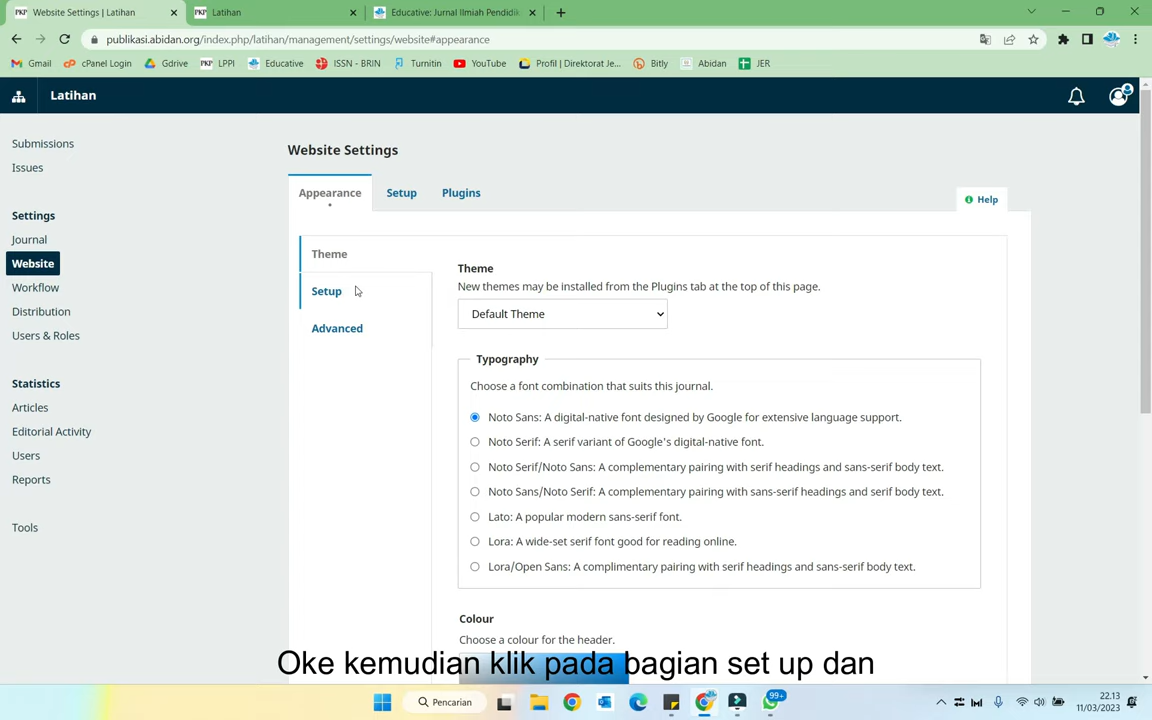 Website Settings | Latihan
Latihan
Educative: Jurnal Ilmiah Pendidik
publikasi.abidan.org/index.php/latihan/management/settings/website#appearance
Gmail
cPanel Login
Gdrive
LPPI
Educative
ISSN - BRIN
Turnitin
YouTube
Profil | Direktorat Je...
Bitly
Abidan
JER
Latihan
Submissions
Issues
Settings
Journal
Website
Workflow
Distribution
Users & Roles
Statistics
Articles
Editorial Activity
Users
Reports
Tools
Website Settings
Appearance
Setup
Plugins
Help
Theme
Setup
Advanced
Theme
New themes may be installed from the Plugins tab at the top of this page.
Default Theme
Typography
Choose a font combination that suits this journal.
Noto Sans: A digital-native font designed by Google for extensive language support.
Noto Serif: A serif variant of Google's digital-native font.
Noto Serif/Noto Sans: A complementary pairing with serif headings and sans-serif body text.
Noto Sans/Noto Serif: A complementary pairing with sans-serif headings and serif body text.
Lato: A popular modern sans-serif font.
Lora: A wide-set serif font good for reading online.
Lora/Open Sans: A complimentary pairing with serif headings and sans-serif body text.
Colour
Choose a colour for the header.
Oke kemudian klik pada bagian set up dan
Pencarian
99+
22.13
11/03/2023